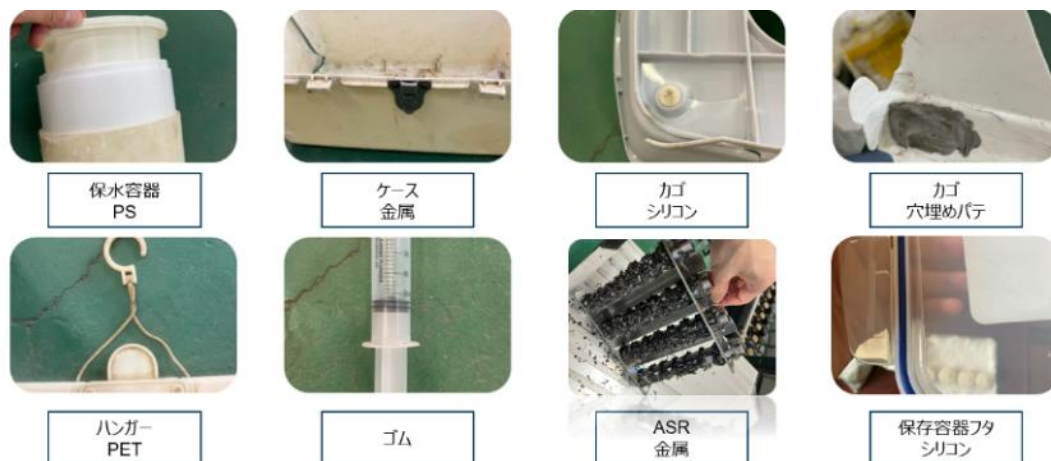 保水容器
PS
ケース
金属
カゴ
シリコン
カゴ
穴埋めパテ
ハンガー
PET
ゴム
ASR
金属
保存容器フタ
シリコン